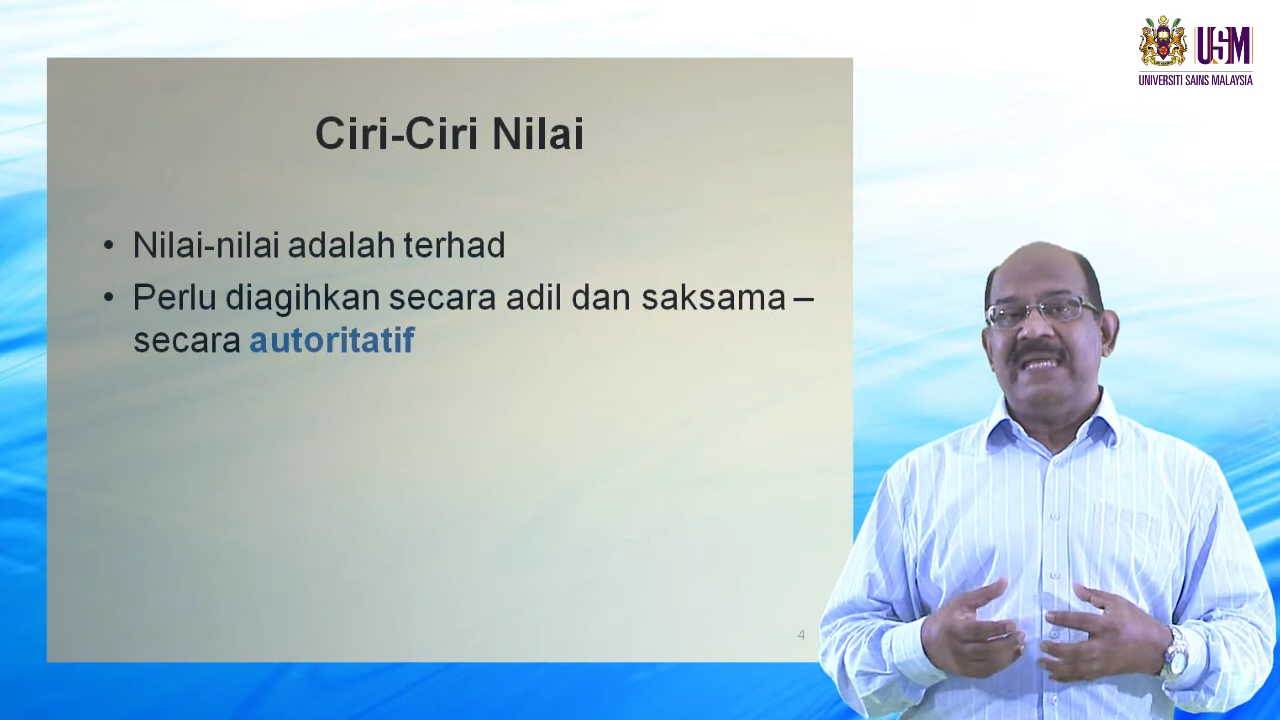 USM
UNIVERSITI SAINS MALAYSIA
Ciri-Ciri Nilai
• Nilai-nilai adalah terhad
• Perlu diagihkan secara adil dan saksama –
secara autoritatif
4